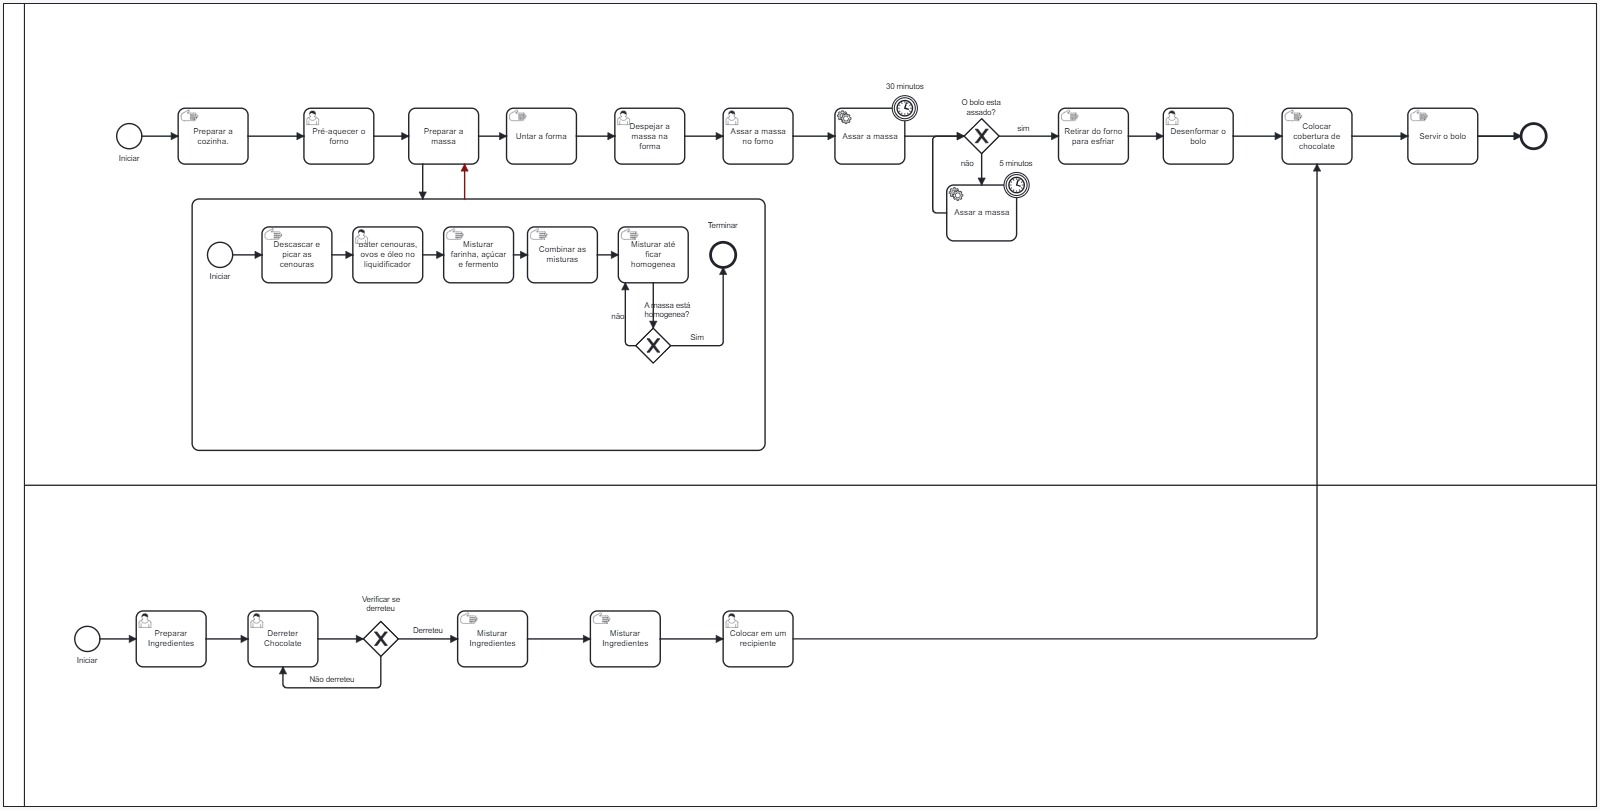 30 minutos
O bolo esta
assado?
Preparar a
cozinha.
Pré-aquecer o
forno
Preparar a
massa
Untar a forma
Despejar a
massa na
forma
Assar a massa
no forno
Assar a massa
sim
Retirar do forno
para esfriar
Desenformar o
bolo
Colocar
cobertura de
chocolate
Servir o bolo
Iniciar
não
5 minutos
Assar a massa
Terminar
Descascar e
picar as
cenouras
Bater cenouras,
ovos e óleo no
liquidificador
Misturar
farinha, açúcar
e fermento
Combinar as
misturas
Misturar até
ficar
homogenea
Iniciar
A massa está
homogenea?
não
Sim
Verificar se
derreteu
Preparar
Ingredientes
Derreter
Chocolate
Derreteu
Misturar
Ingredientes
Misturar
Ingredientes
Colocar em um
recipiente
Iniciar
Não derreteu